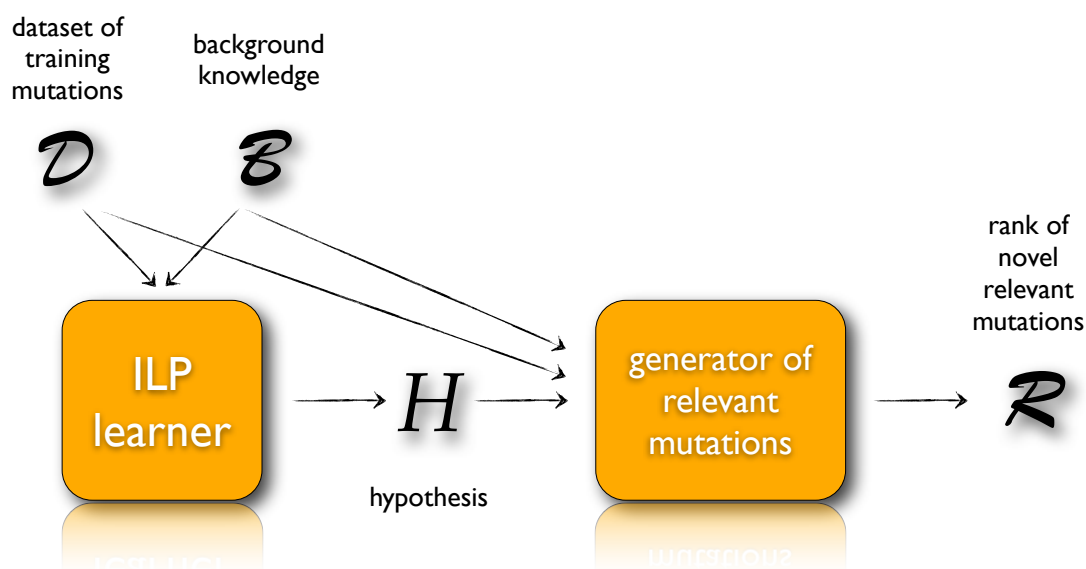 dataset of
training
mutations
background
knowledge
D
B
ILP
learner
H
hypothesis
generator of
relevant
mutations
rank of
novel
relevant
mutations
R